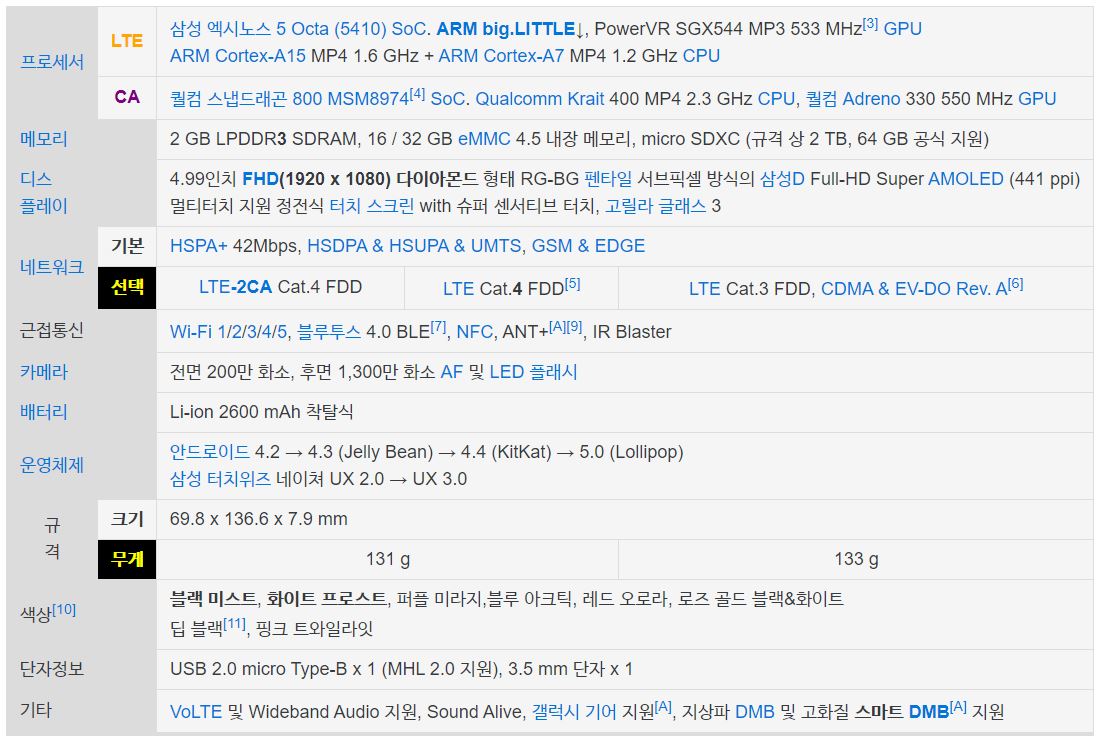 프로세서
LTE
삼성 엑시노스 5 Octa (5410) SoC. ARM big.LITTLE↓, PowerVR SGX544 MP3 533 MHz[3] GPU
ARM Cortex-A15 MP4 1.6 GHz + ARM Cortex-A7 MP4 1.2 GHz CPU
CA
퀄컴 스냅드래곤 800 MSM8974[4] SoC. Qualcomm Krait 400 MP4 2.3 GHz CPU, 퀄컴 Adreno 330 550 MHz GPU
메모리
2 GB LPDDR3 SDRAM, 16 / 32 GB eMMC 4.5 내장 메모리, micro SDXC (규격 상 2 TB, 64 GB 공식 지원)
디스
플레이
4.99인치 FHD(1920 x 1080) 다이아몬드 형태 RG-BG 펜타일 서브픽셀 방식의 삼성D Full-HD Super AMOLED (441 ppi)
멀티터치 지원 정전식 터치 스크린 with 슈퍼 센서티브 터치, 고릴라 글래스 3
네트워크
기본
HSPA+ 42Mbps, HSDPA & HSUPA & UMTS, GSM & EDGE
선택
LTE-2CA Cat.4 FDD
LTE Cat.4 FDD[5]
LTE Cat.3 FDD, CDMA & EV-DO Rev. A[6]
근접통신
Wi-Fi 1/2/3/4/5, 블루투스 4.0 BLE[7], NFC, ANT+[A][9], IR Blaster
카메라
전면 200만 화소, 후면 1,300만 화소 AF 및 LED 플래시
배터리
Li-ion 2600 mAh 착탈식
운영체제
안드로이드 4.2 → 4.3 (Jelly Bean) → 4.4 (KitKat) → 5.0 (Lollipop)
삼성 터치위즈 네이쳐 UX 2.0 → UX 3.0
규
격
크기
69.8 x 136.6 x 7.9 mm
무게
131 g
133 g
색상[10]
블랙 미스트, 화이트 프로스트, 퍼플 미라지,블루 아크틱, 레드 오로라, 로즈 골드 블랙&화이트
딥 블랙[11], 핑크 트와일라잇
단자정보
USB 2.0 micro Type-B x 1 (MHL 2.0 지원), 3.5 mm 단자 x 1
기타
VoLTE 및 Wideband Audio 지원, Sound Alive, 갤럭시 기어 지원[A], 지상파 DMB 및 고화질 스마트 DMB[A] 지원